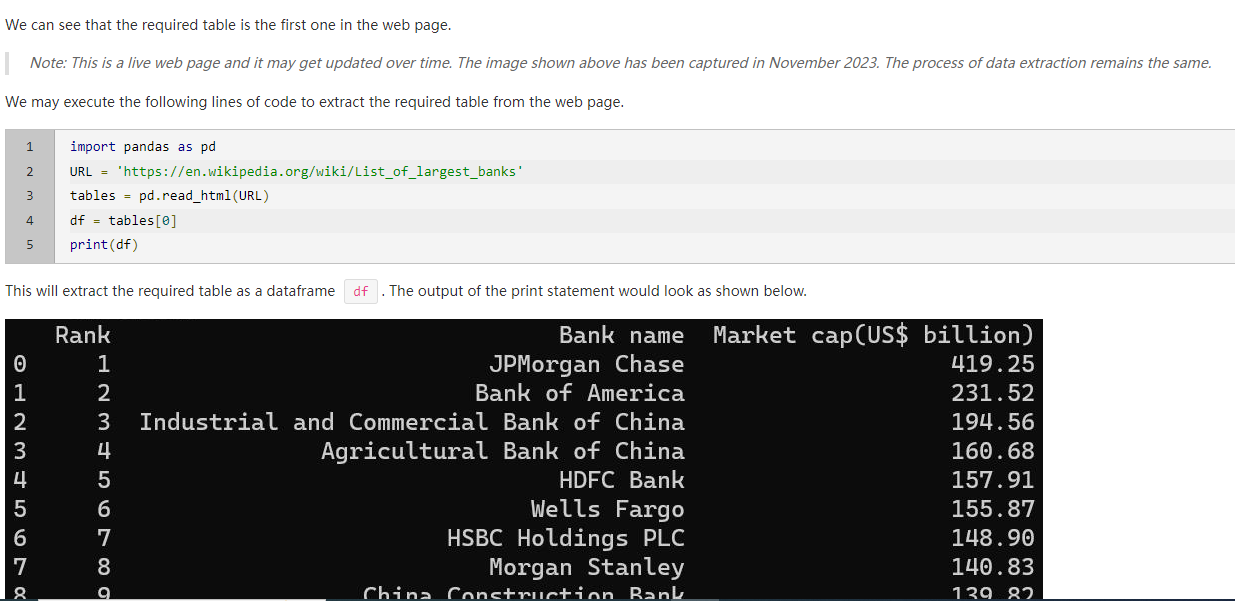 We can see that the required table is the first one in the web page.
Note: This is a live web page and it may get updated over time. The image shown above has been captured in November 2023. The process of data extraction remains the same.
We may execute the following lines of code to extract the required table from the web page.
1 import pandas as pd
2 URL = 'https://en.wikipedia.org/wiki/List_of_largest_banks'
3 tables = pd.read_html(URL)
4 df = tables[0]
5 print(df)
This will extract the required table as a dataframe df . The output of the print statement would look as shown below.
Rank Bank name Market cap(US$ billion)
0 1 JPMorgan Chase 419.25
1 2 Bank of America 231.52
2 3 Industrial and Commercial Bank of China 194.56
3 4 Agricultural Bank of China 160.68
4 5 HDFC Bank 157.91
5 6 Wells Fargo 155.87
6 7 HSBC Holdings PLC 148.90
7 8 Morgan Stanley 140.83
8 9 China Construction Bank 139.82